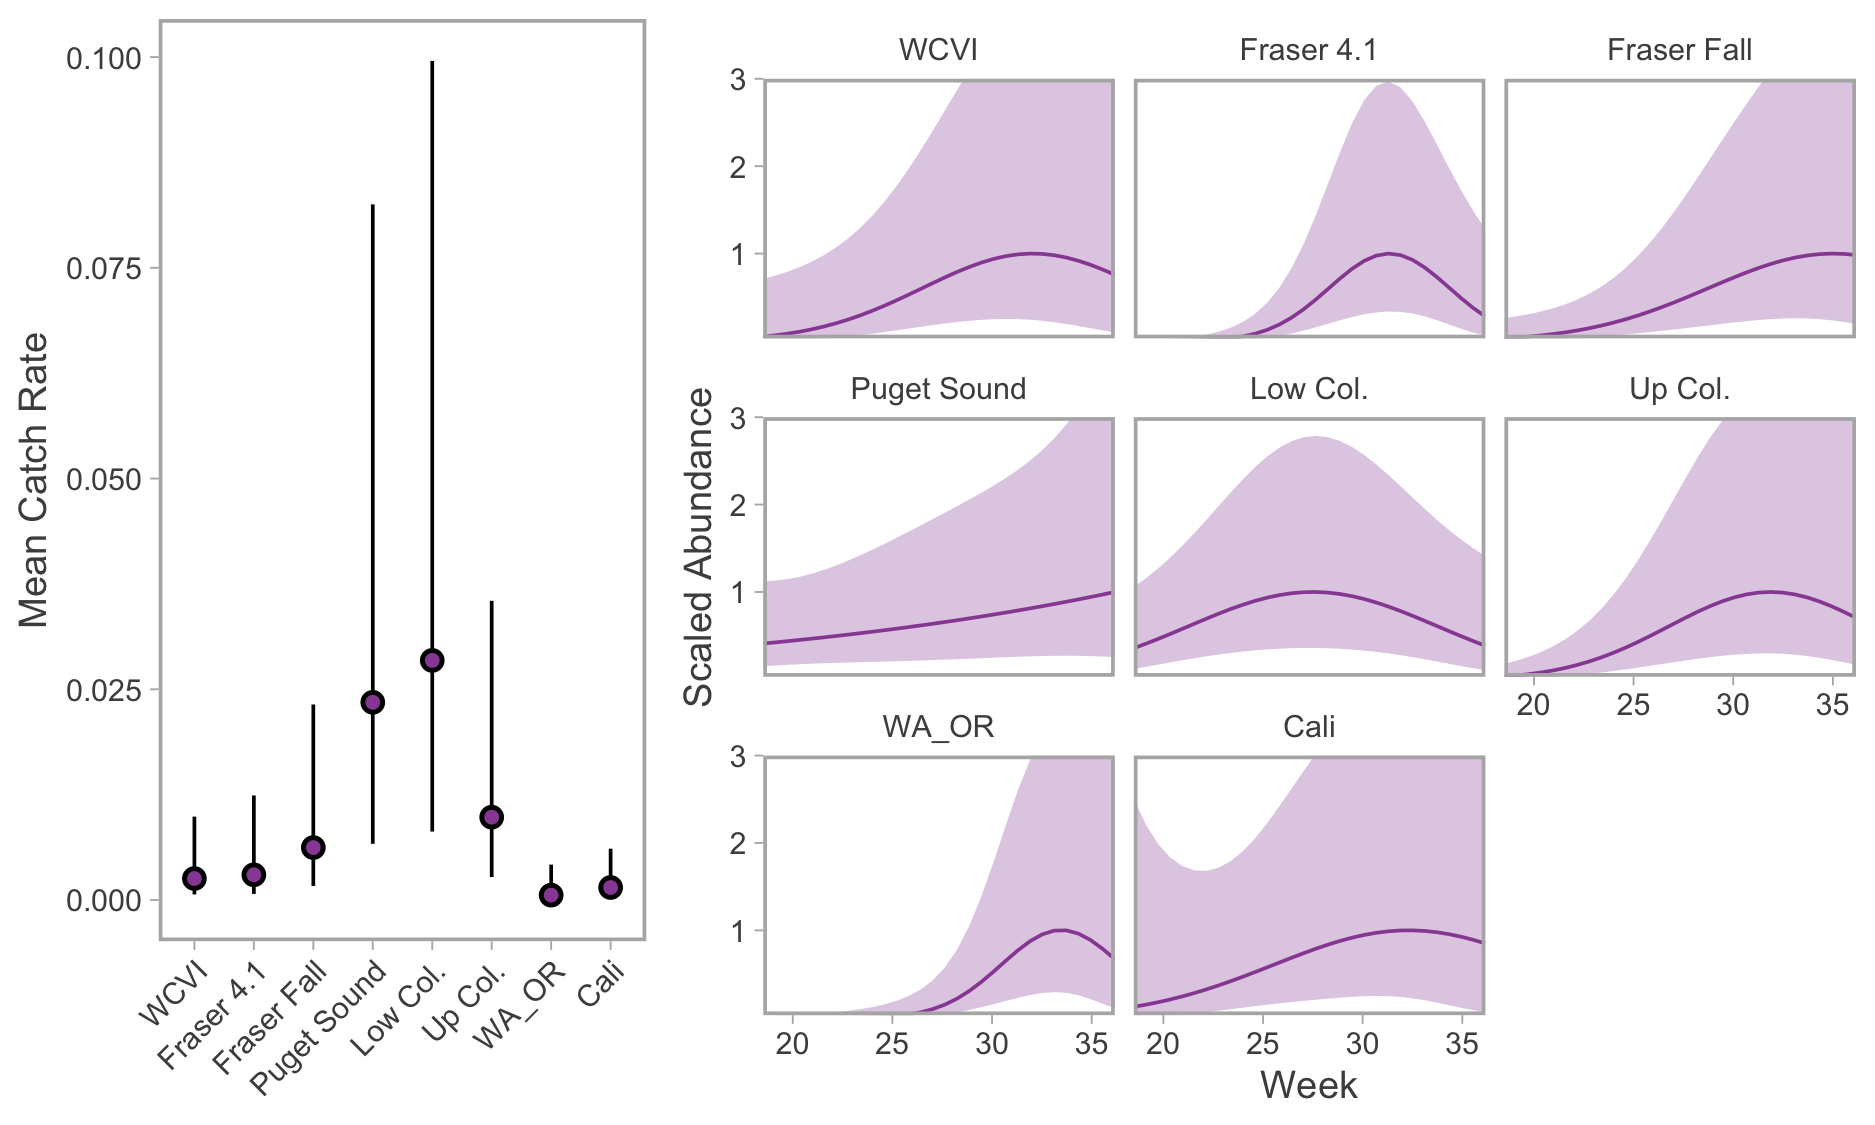 Mean Catch Rate
0.100
0.075
0.050
0.025
0.000
WCVI
Fraser 4.1
Fraser Fall
Puget Sound
Low Col.
Up Col.
WA_OR
Cali
Scaled Abundance
WCVI
Fraser 4.1
Fraser Fall
3
2
1
Puget Sound
Low Col.
Up Col.
3
2
1
20 25 30 35
WA_OR
Cali
3
2
1
20 25 30 35
20 25 30 35
Week